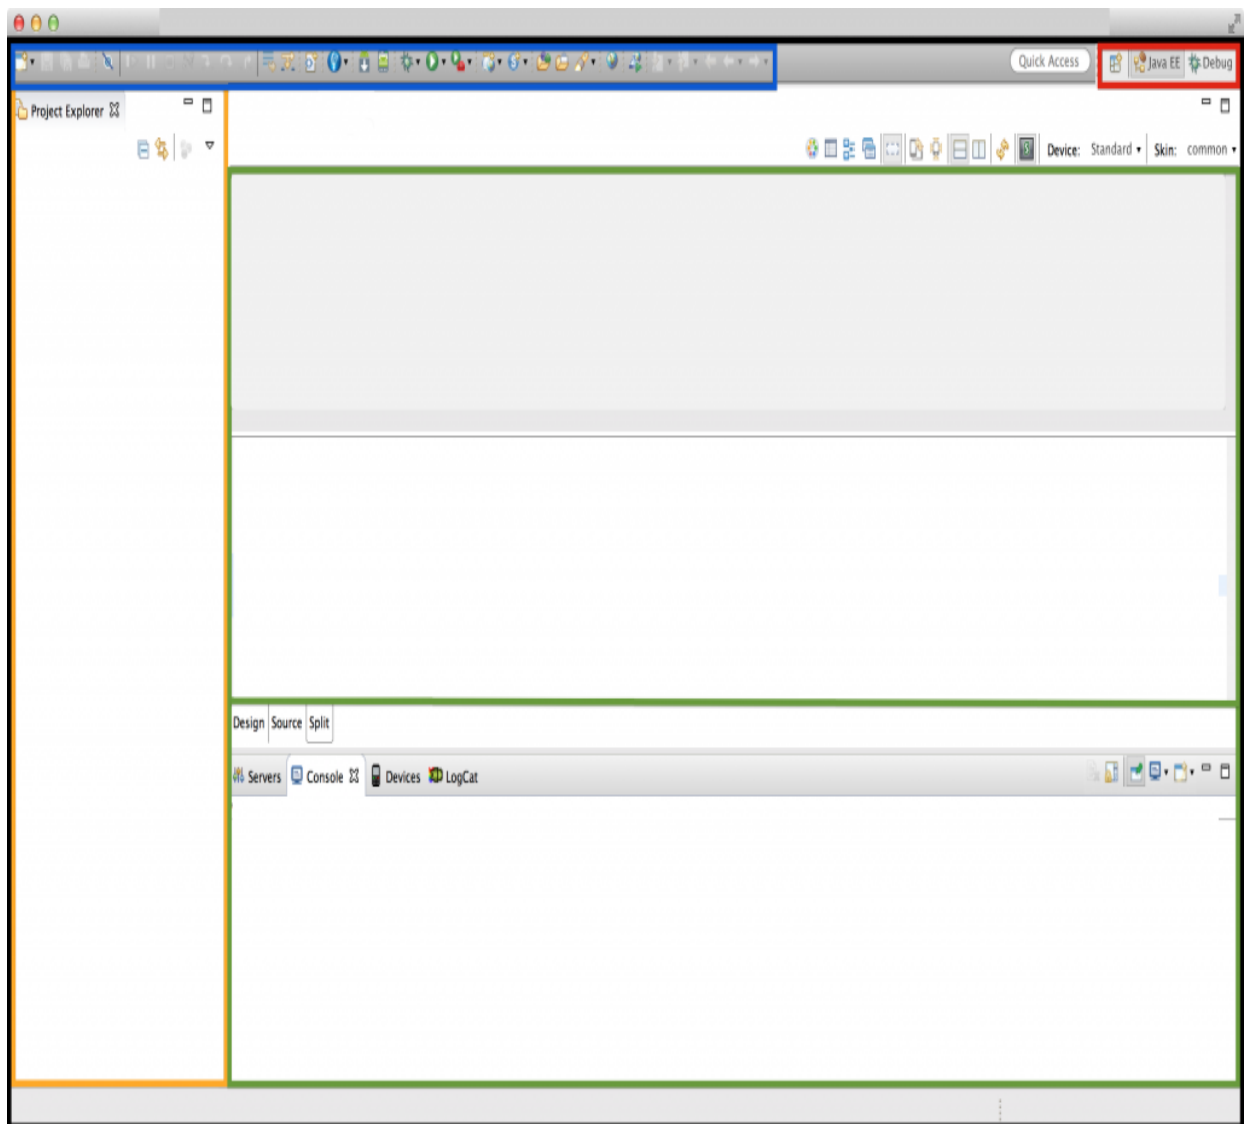 Quick Access Java EE Debug
Project Explorer
Device: Standard Skin: common
Design Source Split
Servers Console Devices LogCat